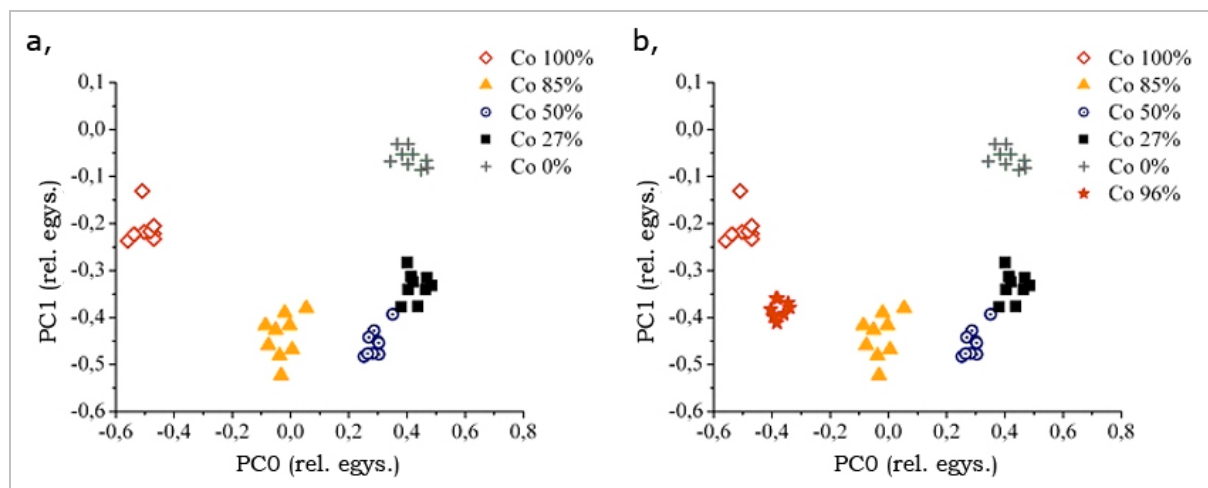 a,
Co 100%
Co 85%
Co 50%
Co 27%
Co 0%
0,1
0,0
-0,1
-0,2
-0,3
-0,4
-0,5
-0,6
PC1 (rel. egys.)
-0,6 -0,4 -0,2 0,0 0,2 0,4 0,6 0,8
PC0 (rel. egys.)
b,
Co 100%
Co 85%
Co 50%
Co 27%
Co 0%
Co 96%
0,1
0,0
-0,1
-0,2
-0,3
-0,4
-0,5
-0,6
PC1 (rel. egys.)
-0,6 -0,4 -0,2 0,0 0,2 0,4 0,6 0,8
PC0 (rel. egys.)